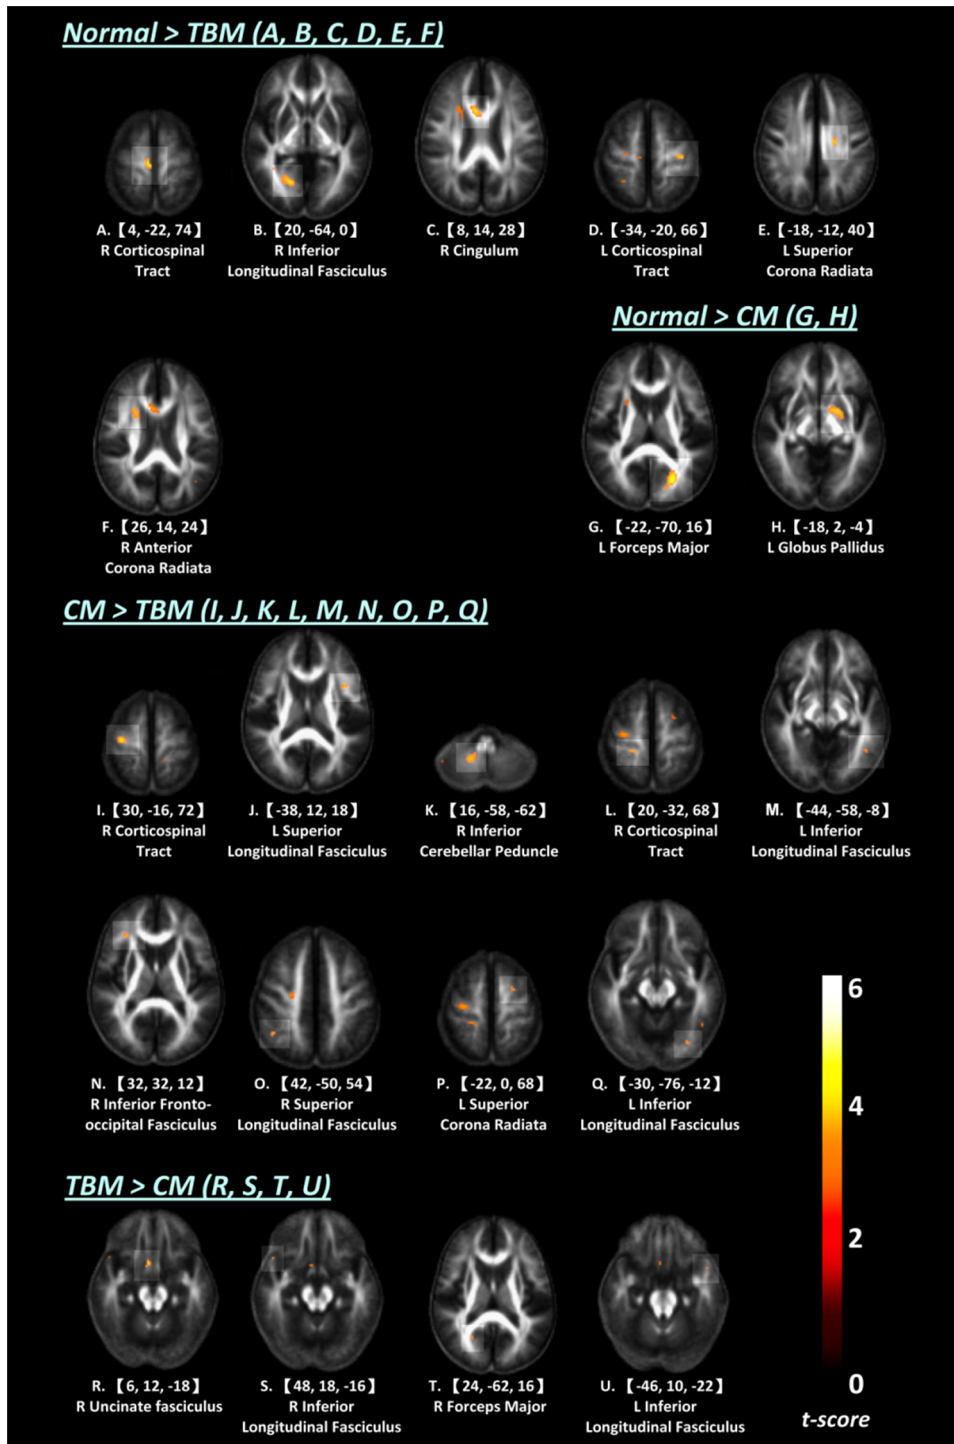 Normal > TBM (A, B, C, D, E, F)
A. 【4, -22, 74】
R Corticospinal
Tract
B. 【20, -64, 0】
R Inferior
Longitudinal Fasciculus
C. 【8, 14, 28】
R Cingulum
D. 【-34, -20, 66】
L Corticospinal
Tract
E. 【-18, -12, 40】
L Superior
Corona Radiata
Normal > CM (G, H)
F. 【26, 14, 24】
R Anterior
Corona Radiata
G. 【-22, -70, 16】
L Forceps Major
H. 【-18, 2, -4】
L Globus Pallidus
CM > TBM (I, J, K, L, M, N, O, P, Q)
I. 【30, -16, 72】
R Corticospinal
Tract
J. 【-38, 12, 18】
L Superior
Longitudinal Fasciculus
K. 【16, -58, -62】
R Inferior
Cerebellar Peduncle
L. 【20, -32, 68】
R Corticospinal
Tract
M. 【-44, -58, -8】
L Inferior
Longitudinal Fasciculus
N. 【32, 32, 12】
R Inferior Fronto-
occipital Fasciculus
O. 【42, -50, 54】
R Superior
Longitudinal Fasciculus
P. 【-22, 0, 68】
L Superior
Corona Radiata
Q. 【-30, -76, -12】
L Inferior
Longitudinal Fasciculus
6
4
2
0
t-score
TBM > CM (R, S, T, U)
R. 【6, 12, -18】
R Uncinate fasciculus
S. 【48, 18, -16】
R Inferior
Longitudinal Fasciculus
T. 【24, -62, 16】
R Forceps Major
U. 【-46, 10, -22】
L Inferior
Longitudinal Fasciculus